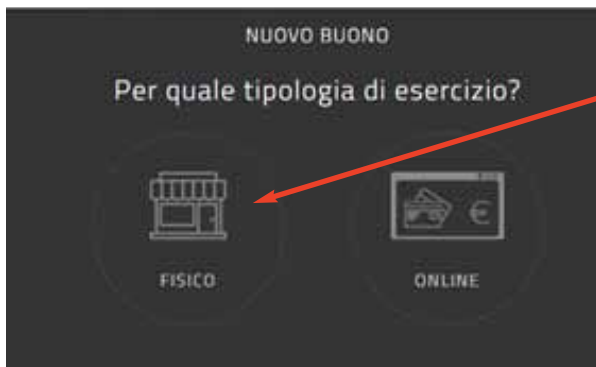 NUOVO BUONO
Per quale tipologia di esercizio?
FISICO
ONLINE
€